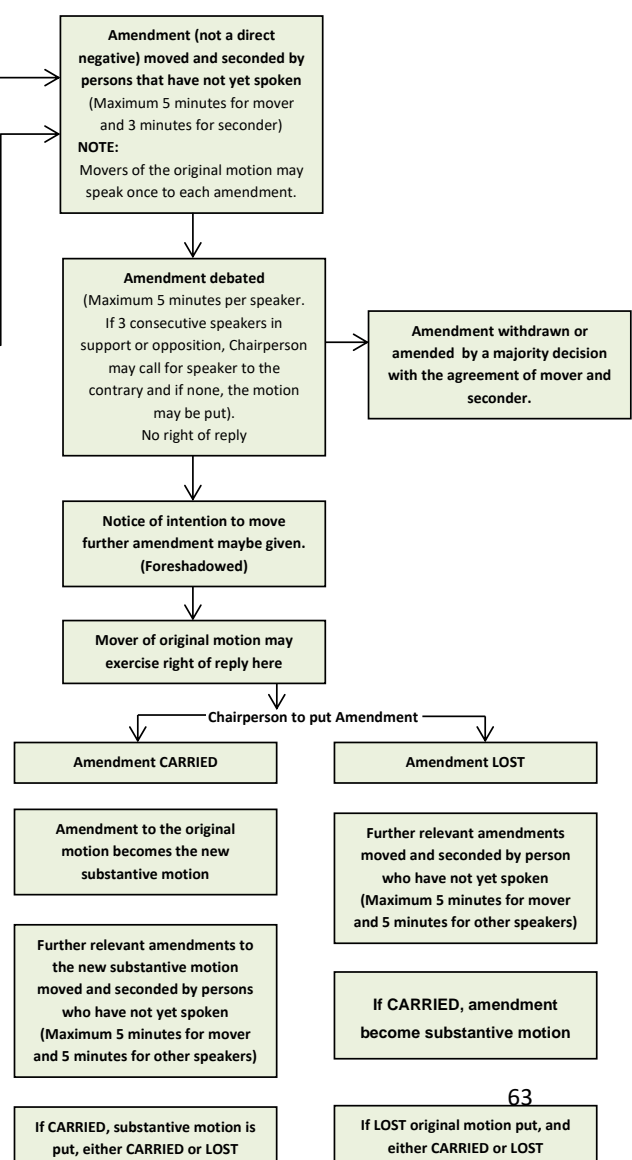 Amendment (not a direct
negative) moved and seconded by
persons that have not yet spoken
(Maximum 5 minutes for mover
and 3 minutes for seconder)
NOTE:
Movers of the original motion may
speak once to each amendment.
Amendment debated
(Maximum 5 minutes per speaker.
If 3 consecutive speakers in
support or opposition, Chairperson
may call for speaker to the
contrary and if none, the motion
may be put).
No right of reply
Amendment withdrawn or
amended by a majority decision
with the agreement of mover and
seconder.
Notice of intention to move
further amendment maybe given.
(Foreshadowed)
Mover of original motion may
exercise right of reply here
Chairperson to put Amendment
Amendment CARRIED
Amendment to the original
motion becomes the new
substantive motion
Further relevant amendments to
the new substantive motion
moved and seconded by persons
who have not yet spoken
(Maximum 5 minutes for mover
and 5 minutes for other speakers)
If CARRIED, substantive motion is
put, either CARRIED or LOST
Amendment LOST
Further relevant amendments
moved and seconded by person
who have not yet spoken
(Maximum 5 minutes for mover
and 5 minutes for other speakers)
If CARRIED, amendment
become substantive motion
63
If LOST original motion put, and
either CARRIED or LOST